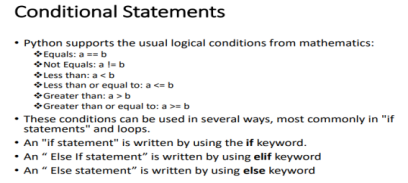 Conditional Statements
• Python supports the usual logical conditions from mathematics:
❖Equals: a == b
❖Not Equals: a != b
❖Less than: a < b
❖Less than or equal to: a <= b
❖Greater than: a > b
❖Greater than or equal to: a >= b
• These conditions can be used in several ways, most commonly in "if
statements" and loops.
• An "if statement" is written by using the if keyword.
• An “ Else If statement” is written by using elif keyword
• An “ Else statement” is written by using else keyword